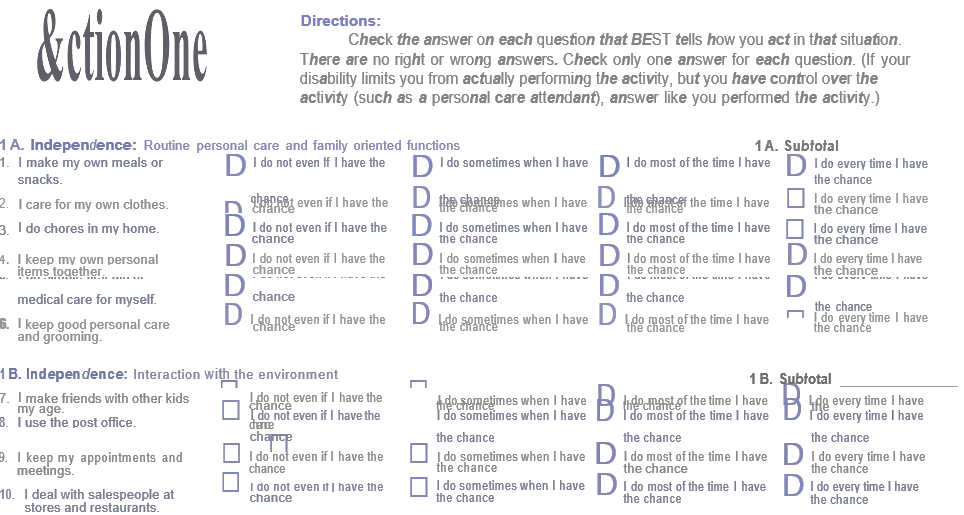 &ctionOne
Directions:
Check the answer on each question that BEST tells how you act in that situation.
There are no right or wrong answers. Check only one answer for each question. (If your
disability limits you from actually performing the activity, but you have control over the
activity (such as a personal care attendant), answer like you performed the activity.)
1A. Independence: Routine personal care and family oriented functions 1A. Subtotal
1. I make my own meals or D I do not even If I have the D I do sometimes when I have D I do most of the time I have D I do every time I have
snacks. chance the chance the chance the chance
2. I care for my own clothes. D I do not even if I have the D I do sometimes when I have D I do most of the time I have I do every time I have
chance the chance the chance the chance
3. I do chores in my home. D I do not even if I have the D I do sometimes when I have D I do most of the time I have I do every time I have
chance the chance the chance the chance
4. I keep my own personal D I do not even if I have the D I do sometimes when I have D I do most of the time I have D I do every time I have
items together. chance the chance the chance the chance
D D D D
medical care for myself. chance the chance the chance the chance
6. I keep good personal care D I do not even if I have the D I do sometimes when I have D I do most of the time I have I do every time I have
and grooming. chance the chance the chance the chance
1B. Independence: Interaction with the environment 1B. Subtotal
7. I make friends with other kids I do not even if I have the I do sometimes when I have D I do most of the time I have D I do every time I have
my age. chance the chance the chance the
8. I use the post office. I do not even if I have the I do sometimes when I have D I do most of the time I have D I do every time I have
chance the chance the chance the chance
9. I keep my appointments and I do not even if I have the I do sometimes when I have D I do most of the time I have D I do every time I have
meetings. chance the chance the chance the chance
10. I deal with salespeople at I do not even if I have the I do sometimes when I have D I do most of the time I have D I do every time I have
stores and restaurants. chance the chance the chance the chance